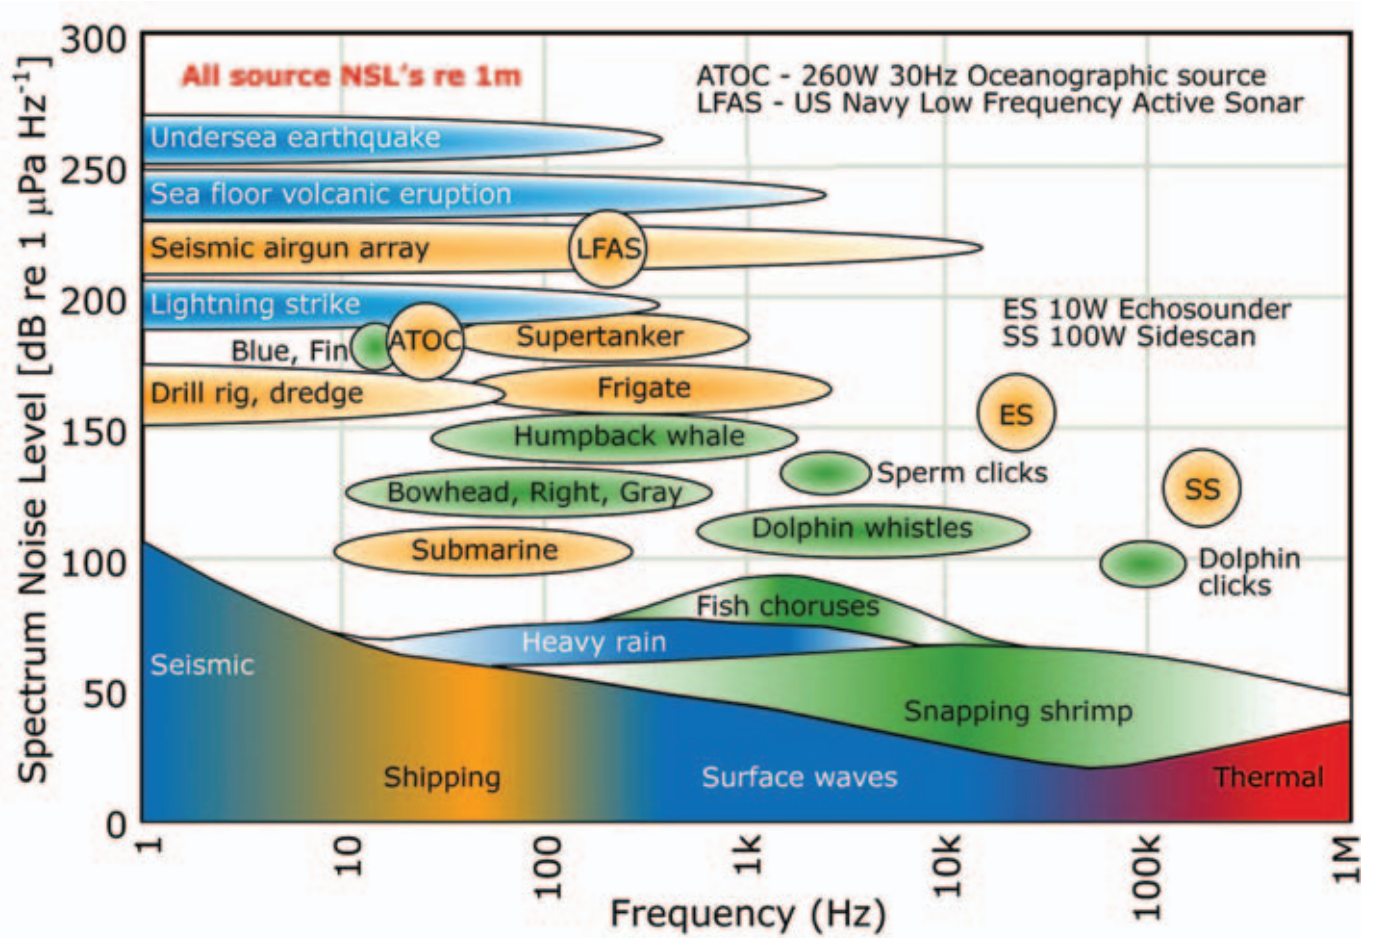 300
All source NSL's re 1m
ATOC - 260W 30Hz Oceanographic source
LFAS - US Navy Low Frequency Active Sonar
Undersea earthquake
250
Sea floor volcanic eruption
Seismic airgun array
LFAS
200
Lightning strike
ES 10W Echosounder
SS 100W Sidescan
Blue, Fin
ATOC
Supertanker
Drill rig, dredge
Frigate
ES
150
Humpback whale
Sperm clicks
Bowhead, Right, Gray
SS
Dolphin whistles
Submarine
100
Dolphin
clicks
Fish choruses
Heavy rain
Seismic
50
Snapping shrimp
Shipping
Surface waves
Thermal
0
1
10
100
1k
10k
100k
1M
Frequency (Hz)
Spectrum Noise Level [dB re 1 µPa Hz⁻¹]